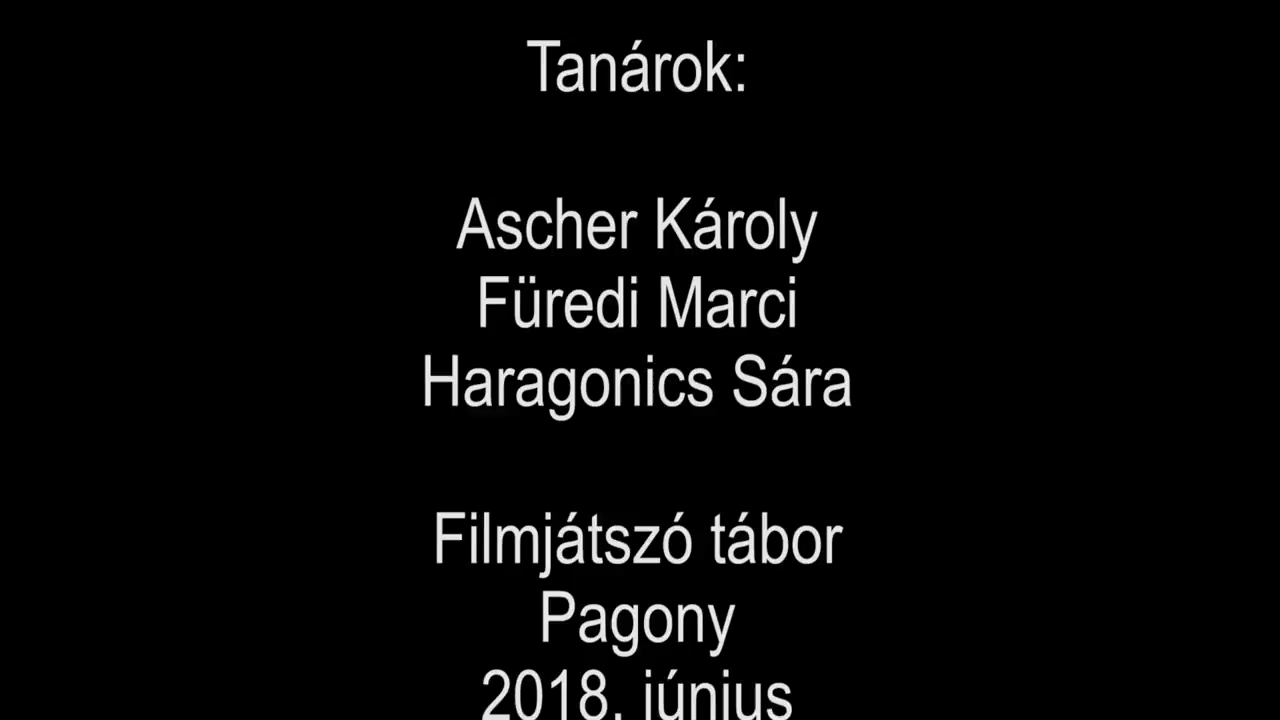 Tanárok:
Ascher Károly
Füredi Marci
Haragonics Sára
Filmjátszó tábor
Pagony
2018. június